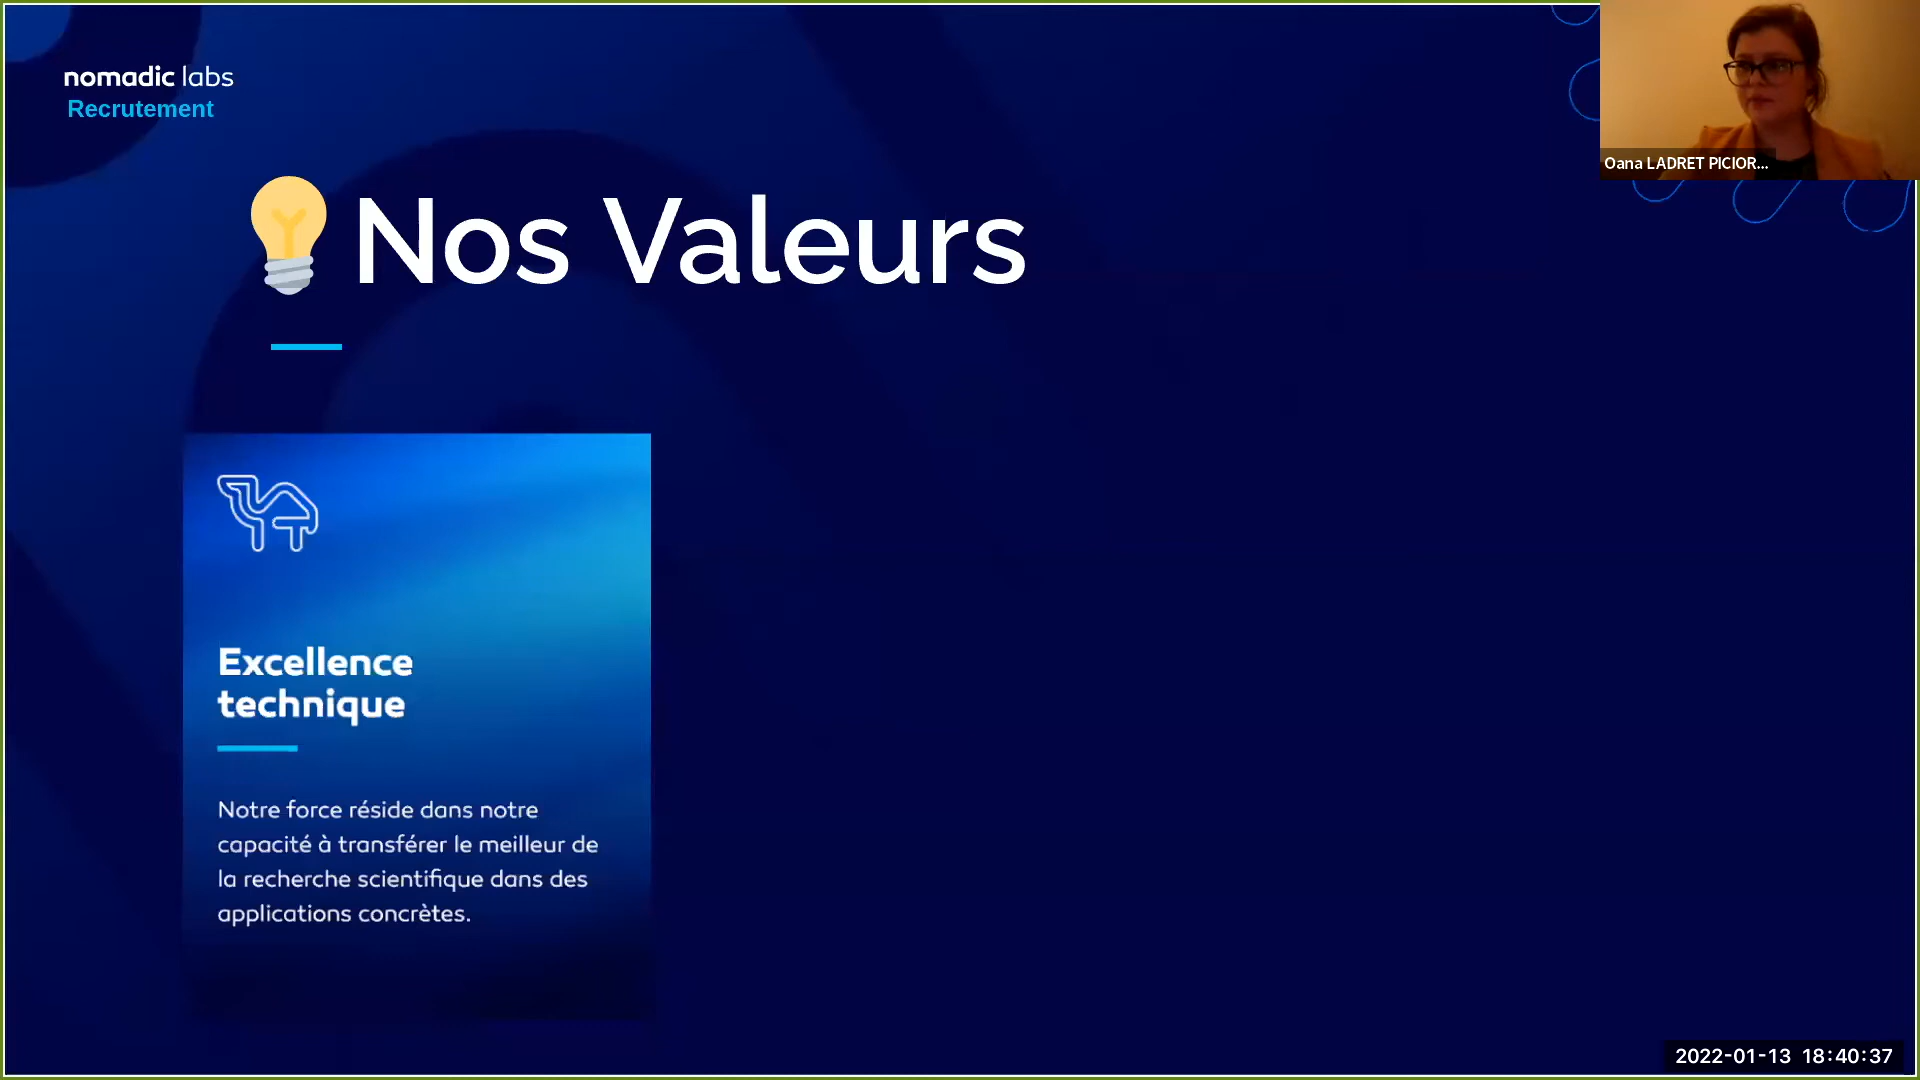 nomadic labs
Recrutement
Oana LADRET PICIOR...
Nos Valeurs
Excellence
technique
Notre force réside dans notre
capacité à transférer le meilleur de
la recherche scientifique dans des
applications concrètes.
2022-01-13 18:40:37